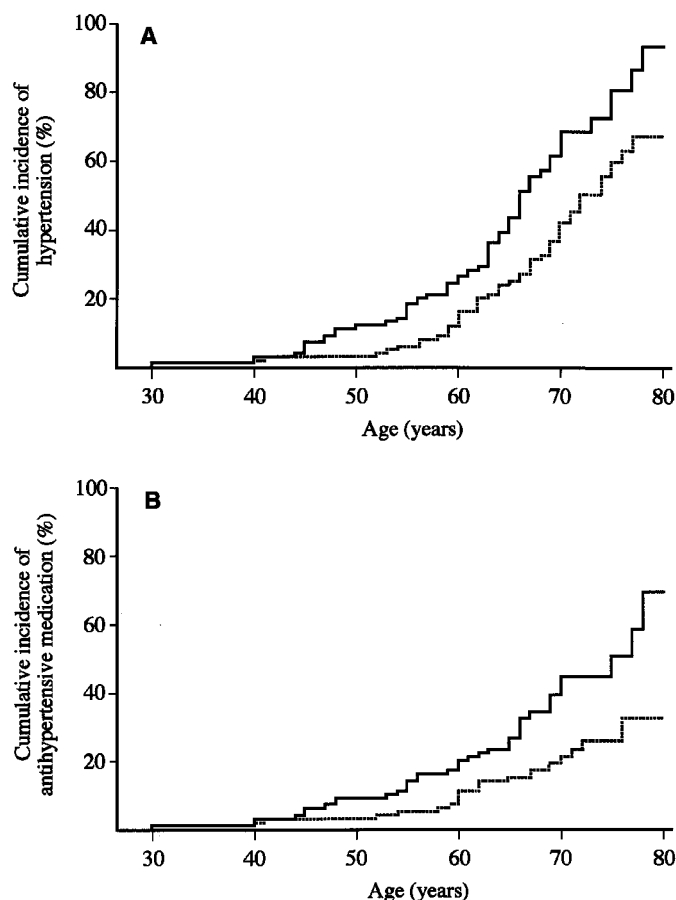 A
Cumulative incidence of
hypertension (%)
100
80
60
40
20
30 40 50 60 70 80
Age (years)
B
Cumulative incidence of
antihypertensive medication (%)
100
80
60
40
20
30 40 50 60 70 80
Age (years)